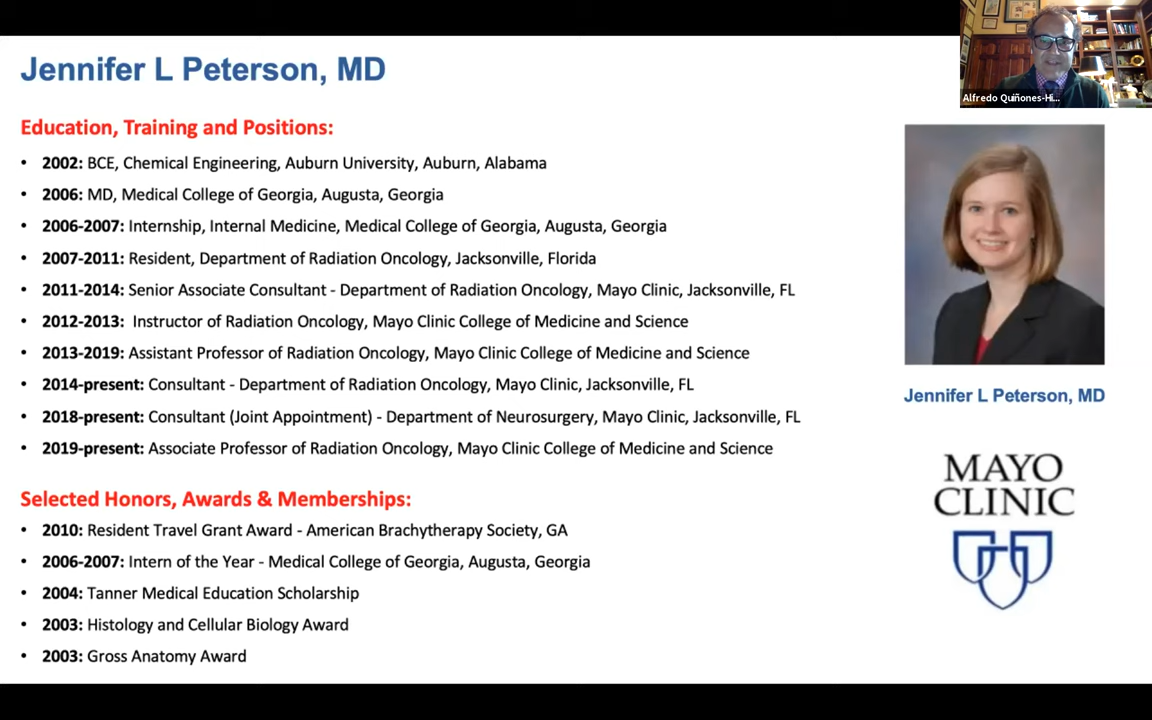 Jennifer L Peterson, MD
Alfredo Quiñones-Hi...
Education, Training and Positions:
• 2002: BCE, Chemical Engineering, Auburn University, Auburn, Alabama
• 2006: MD, Medical College of Georgia, Augusta, Georgia
• 2006-2007: Internship, Internal Medicine, Medical College of Georgia, Augusta, Georgia
• 2007-2011: Resident, Department of Radiation Oncology, Jacksonville, Florida
• 2011-2014: Senior Associate Consultant - Department of Radiation Oncology, Mayo Clinic, Jacksonville, FL
• 2012-2013: Instructor of Radiation Oncology, Mayo Clinic College of Medicine and Science
• 2013-2019: Assistant Professor of Radiation Oncology, Mayo Clinic College of Medicine and Science
• 2014-present: Consultant - Department of Radiation Oncology, Mayo Clinic, Jacksonville, FL
• 2018-present: Consultant (Joint Appointment) - Department of Neurosurgery, Mayo Clinic, Jacksonville, FL
• 2019-present: Associate Professor of Radiation Oncology, Mayo Clinic College of Medicine and Science
Selected Honors, Awards & Memberships:
• 2010: Resident Travel Grant Award - American Brachytherapy Society, GA
• 2006-2007: Intern of the Year - Medical College of Georgia, Augusta, Georgia
• 2004: Tanner Medical Education Scholarship
• 2003: Histology and Cellular Biology Award
• 2003: Gross Anatomy Award
Jennifer L Peterson, MD
MAYO
CLINIC